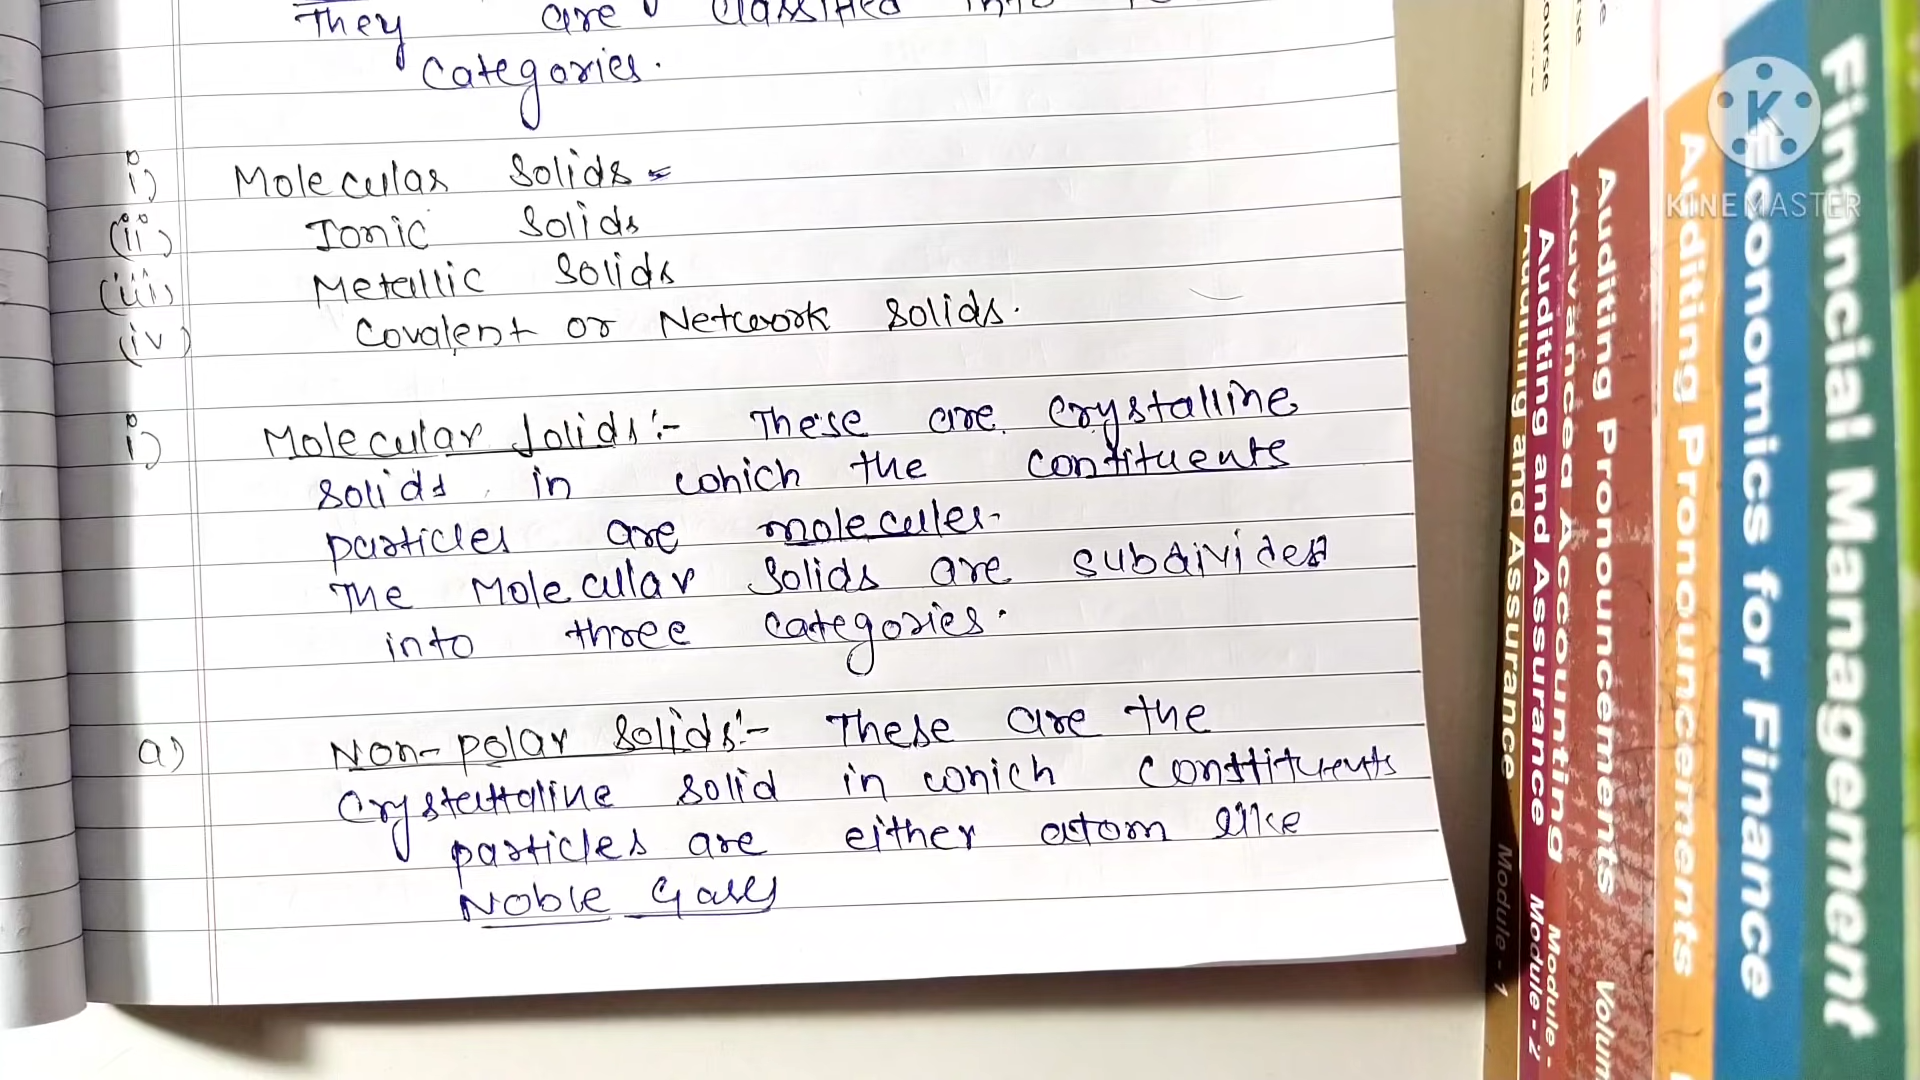 They are classified into
categories.
i) Molecular Solids -
(ii) Ionic Solids
(iii) Metallic Solids
(iv) Covalent or Network Solids.
i) Molecular Solids :- These are crystalline
solids in which the contituents
particles are molecules.
The Molecular Solids are subdivided
into three categories.
a) Non-polar Solids :- These are the
crystalline solid in which constituents
particles are either atom like
Noble Gases
Auditing and Assurance Module - 1
Auditing and Assurance Module - 2
Advanced Accounting Module -
Auditing Pronouncements Volum
Auditing Pronouncements
Economics for Finance
Financial Management
K
KINEMASTER